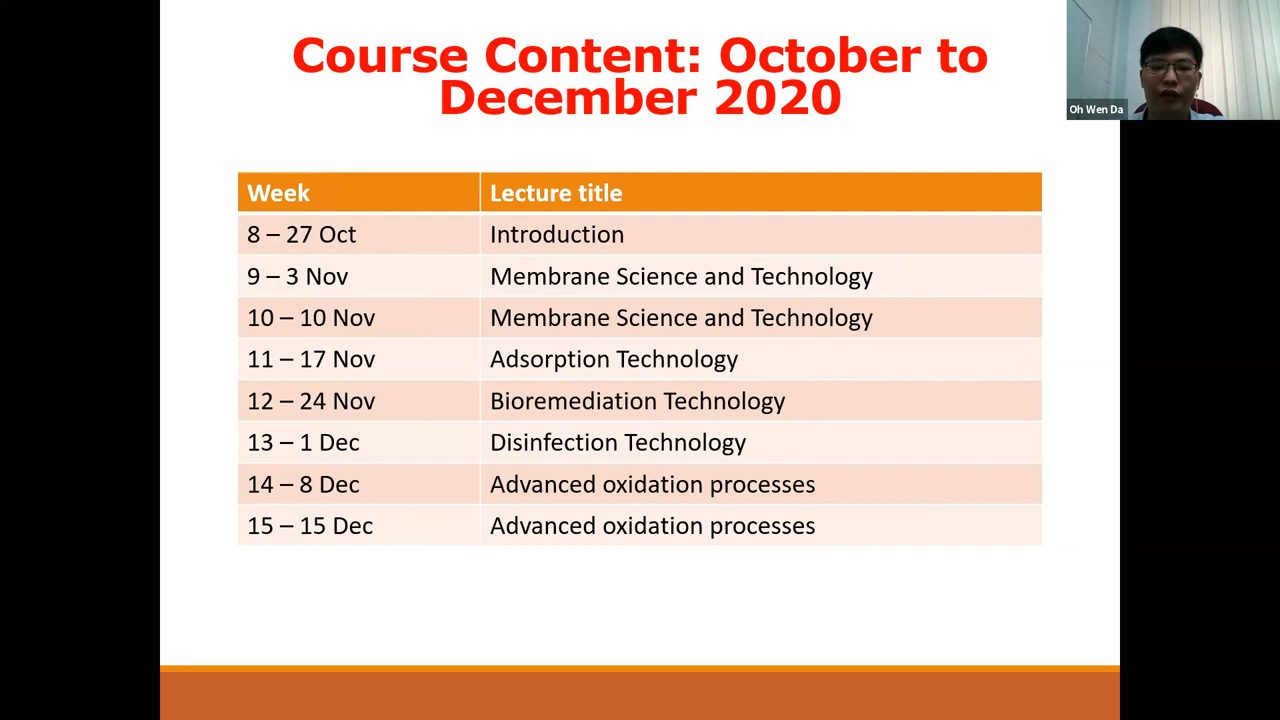 Course Content: October to
December 2020
Oh Wen Da
Week Lecture title
8 – 27 Oct Introduction
9 – 3 Nov Membrane Science and Technology
10 – 10 Nov Membrane Science and Technology
11 – 17 Nov Adsorption Technology
12 – 24 Nov Bioremediation Technology
13 – 1 Dec Disinfection Technology
14 – 8 Dec Advanced oxidation processes
15 – 15 Dec Advanced oxidation processes